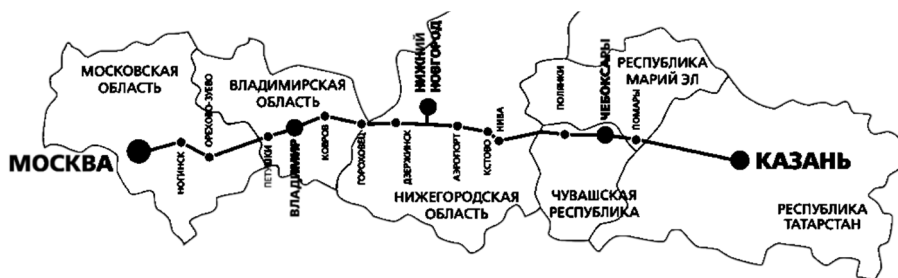 МОСКОВСКАЯ
ОБЛАСТЬ
МОСКВА
НОГИНСК
ОРЕХОВО-ЗУЕВО
ВЛАДИМИРСКАЯ
ОБЛАСТЬ
ПЕТУШКИ
ВЛАДИМИР
КОВРОВ
ГОРОХОВЕЦ
ДЗЕРЖИНСК
НИЖНИЙ
НОВГОРОД
АЭРОПОРТ
КСТОВО
НИВА
НИЖЕГОРОДСКАЯ
ОБЛАСТЬ
ПОЛЯНКИ
ЧЕБОКСАРЫ
ПОМАРЫ
ЧУВАШСКАЯ
РЕСПУБЛИКА
РЕСПУБЛИКА
МАРИЙ ЭЛ
КАЗАНЬ
РЕСПУБЛИКА
ТАТАРСТАН